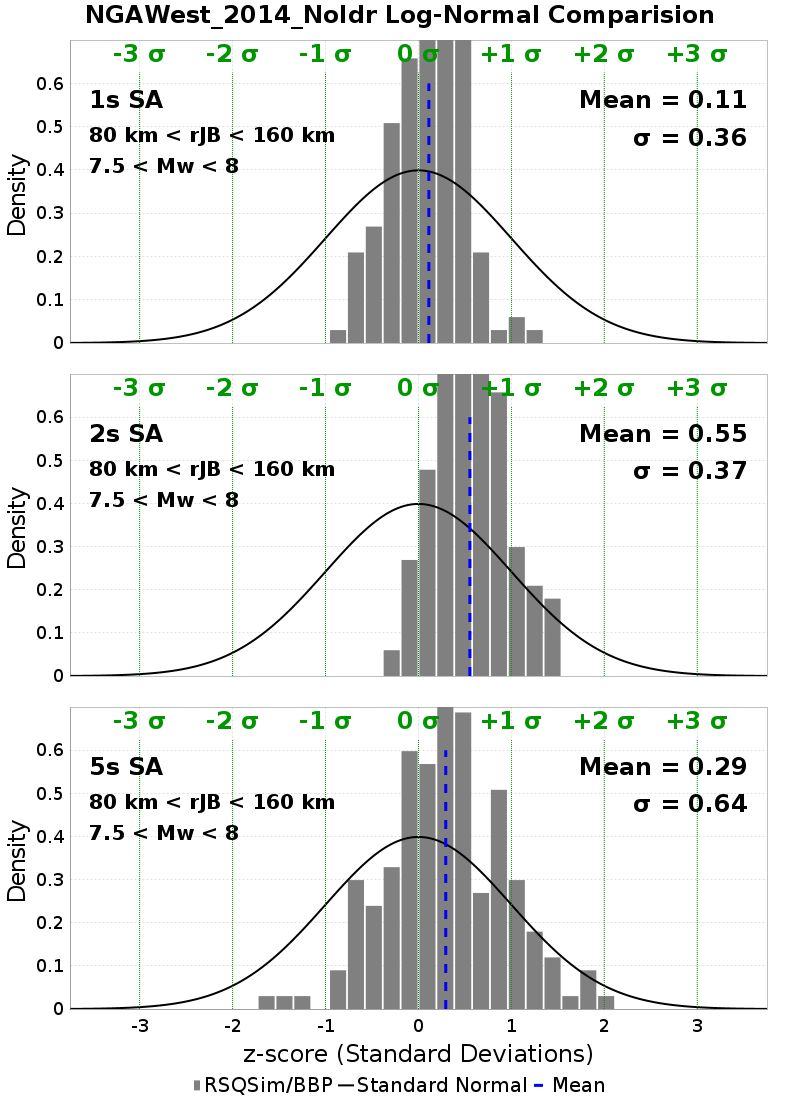 NGAWest_2014_NoIdr Log-Normal Comparision
-3 σ -2 σ -1 σ 0 σ +1 σ +2 σ +3 σ
1s SA Mean = 0.11
80 km < rJB < 160 km σ = 0.36
7.5 < Mw < 8
0.6
0.5
0.4
0.3
0.2
0.1
0
Density
-3 σ -2 σ -1 σ 0 σ +1 σ +2 σ +3 σ
2s SA Mean = 0.55
80 km < rJB < 160 km σ = 0.37
7.5 < Mw < 8
0.6
0.5
0.4
0.3
0.2
0.1
0
Density
-3 σ -2 σ -1 σ 0 σ +1 σ +2 σ +3 σ
5s SA Mean = 0.29
80 km < rJB < 160 km σ = 0.64
7.5 < Mw < 8
0.6
0.5
0.4
0.3
0.2
0.1
0
Density
-3 -2 -1 0 1 2 3
z-score (Standard Deviations)
RSQSim/BBP Standard Normal Mean